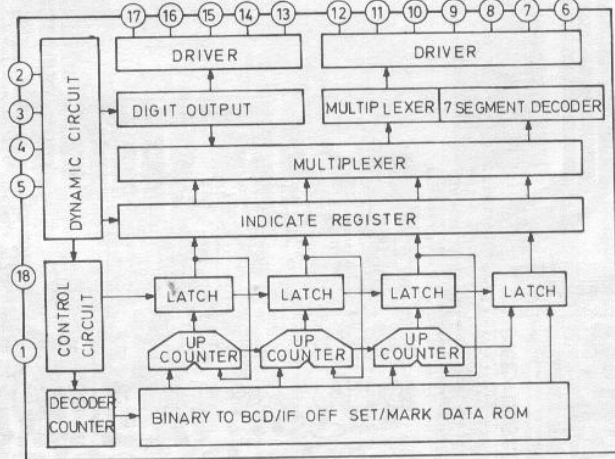 17 16 15 14 13 12 11 10 9 8 7 6
DRIVER DRIVER
2
3
4
5
DYNAMIC CIRCUIT
DIGIT OUTPUT MULTIPLEXER 7 SEGMENT DECODER
MULTIPLEXER
INDICATE REGISTER
18
1
CONTROL
CIRCUIT
LATCH LATCH LATCH LATCH
UP
COUNTER
UP
COUNTER
UP
COUNTER
DECODER
COUNTER
BINARY TO BCD/IF OFF SET/MARK DATA ROM